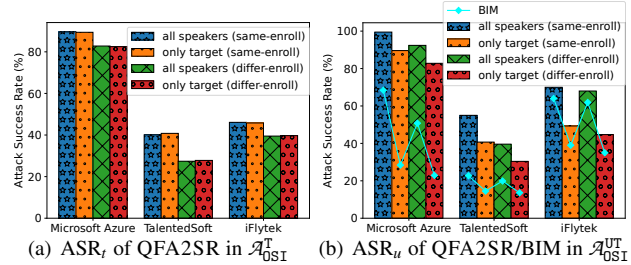 Attack Success Rate (%)
80
60
40
20
0
all speakers (same-enroll)
only target (same-enroll)
all speakers (differ-enroll)
only target (differ-enroll)
Microsoft Azure TalentedSoft iFlytek
(a) ASR_t of QFA2SR in 𝒜^T_OSI
Attack Success Rate (%)
100
80
60
40
20
0
BIM
all speakers (same-enroll)
only target (same-enroll)
all speakers (differ-enroll)
only target (differ-enroll)
Microsoft Azure TalentedSoft iFlytek
(b) ASR_u of QFA2SR/BIM in 𝒜^UT_OSI